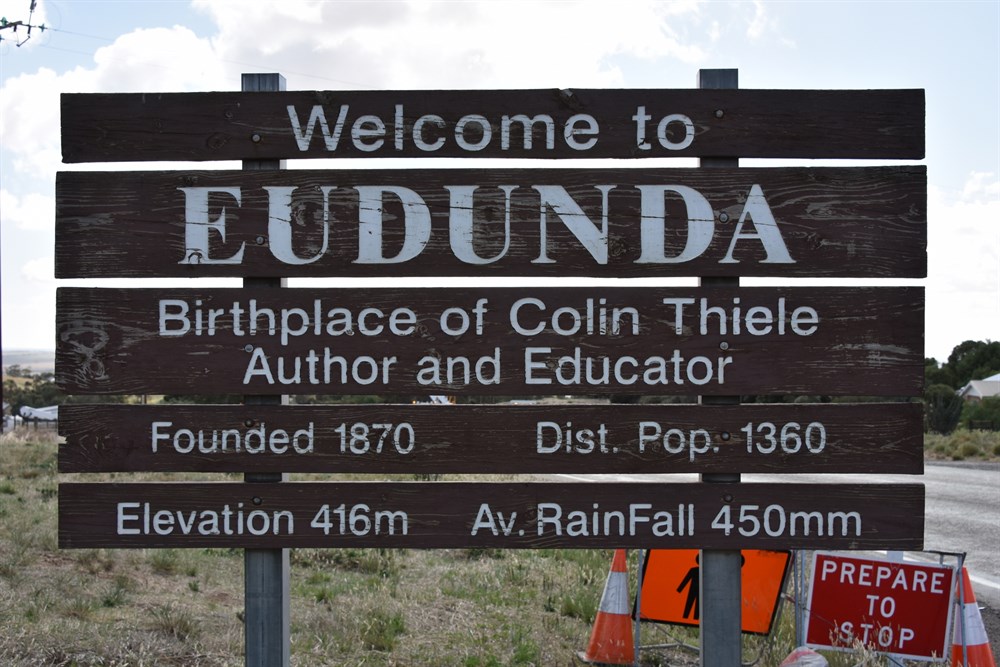 Welcome to
EUDUNDA
Birthplace of Colin Thiele
Author and Educator
Founded 1870 Dist. Pop. 1360
Elevation 416m Av. RainFall 450mm
PREPARE
TO
STOP